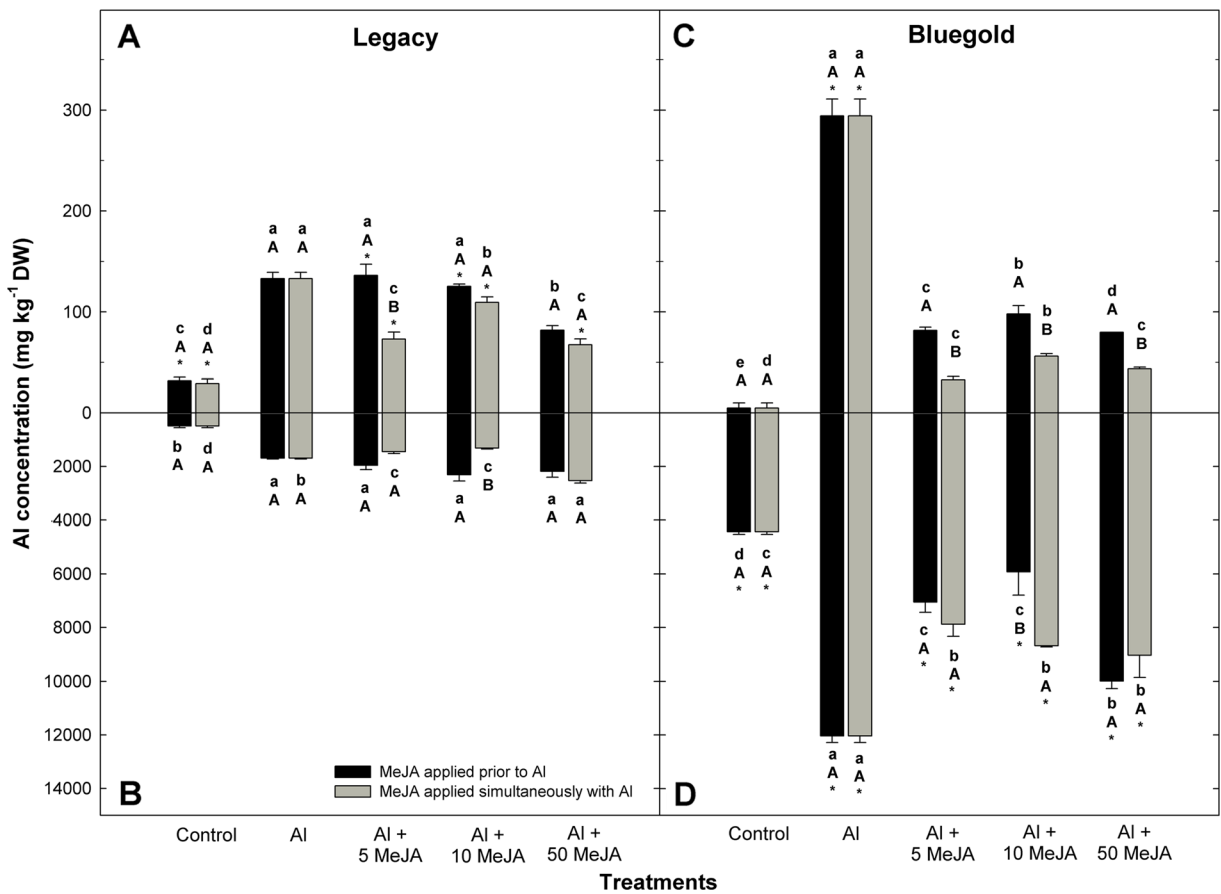 A
Legacy
C
Bluegold
Al concentration (mg kg-1 DW)
300
200
100
0
2000
4000
6000
8000
10000
12000
14000
c d
A A
* *
a a
A A
a
A
*
c
B
*
a
A
*
b
A
*
b
A
c
A
*
b d
A A
a b
A A
a c
A A
a c
A B
a a
A A
e d
A A
a a
A A
* *
c
A
c
B
b
A
b
B
d
A
c
B
d c
A A
* *
a a
A A
* *
c
A
*
b
A
*
c
B
*
b
A
*
b
A
*
b
A
*
B
MeJA applied prior to Al
MeJA applied simultaneously with Al
D
Control
Al
Al +
5 MeJA
Al +
10 MeJA
Al +
50 MeJA
Control
Al
Al +
5 MeJA
Al +
10 MeJA
Al +
50 MeJA
Treatments